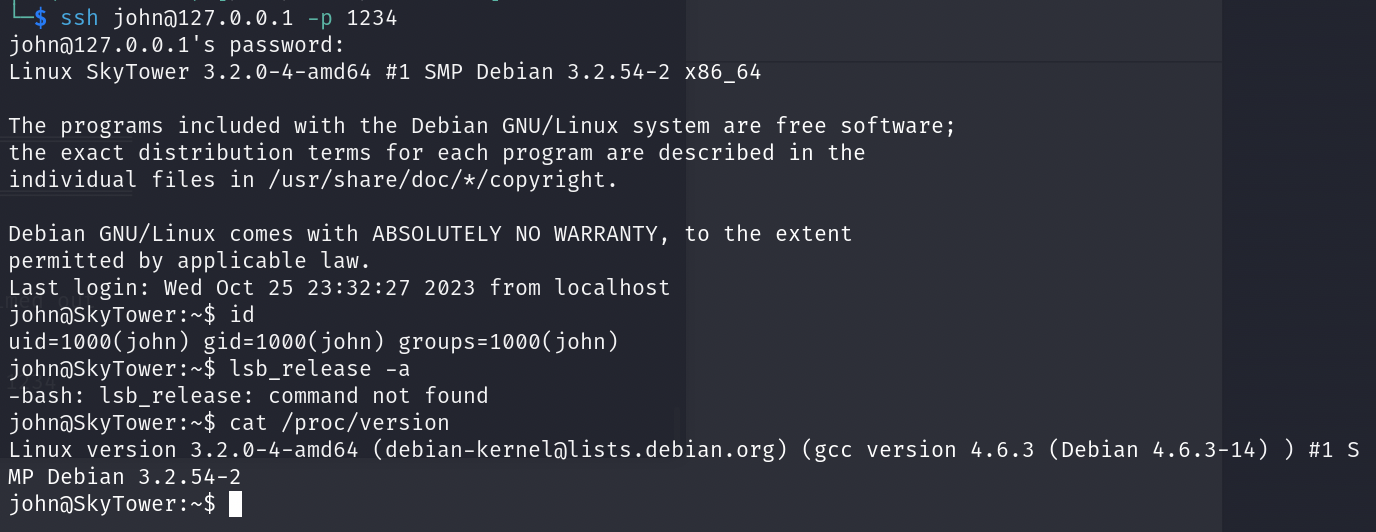 └─$ ssh john@127.0.0.1 -p 1234
john@127.0.0.1's password:
Linux SkyTower 3.2.0-4-amd64 #1 SMP Debian 3.2.54-2 x86_64
The programs included with the Debian GNU/Linux system are free software;
the exact distribution terms for each program are described in the
individual files in /usr/share/doc/*/copyright.
Debian GNU/Linux comes with ABSOLUTELY NO WARRANTY, to the extent
permitted by applicable law.
Last login: Wed Oct 25 23:32:27 2023 from localhost
john@SkyTower:~$ id
uid=1000(john) gid=1000(john) groups=1000(john)
john@SkyTower:~$ lsb_release -a
-bash: lsb_release: command not found
john@SkyTower:~$ cat /proc/version
Linux version 3.2.0-4-amd64 (debian-kernel@lists.debian.org) (gcc version 4.6.3 (Debian 4.6.3-14) ) #1 S
MP Debian 3.2.54-2
john@SkyTower:~$